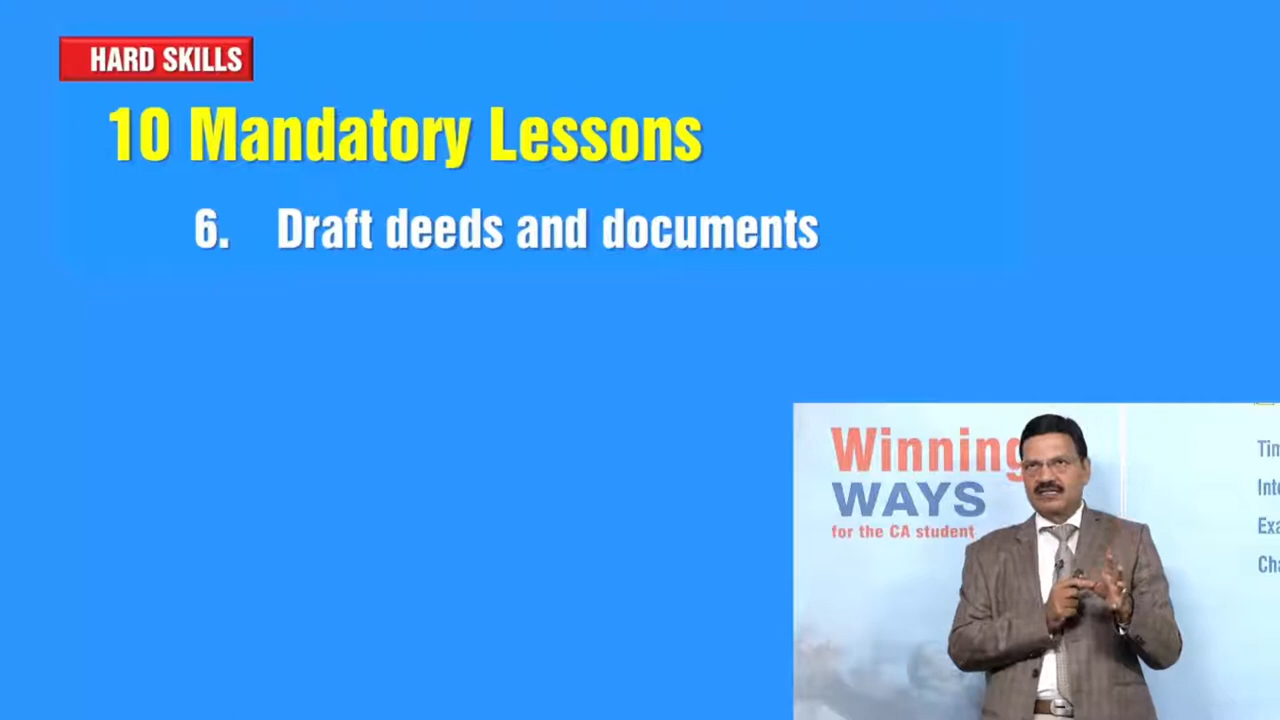 HARD SKILLS
10 Mandatory Lessons
6. Draft deeds and documents
Winning
WAYS
for the CA student